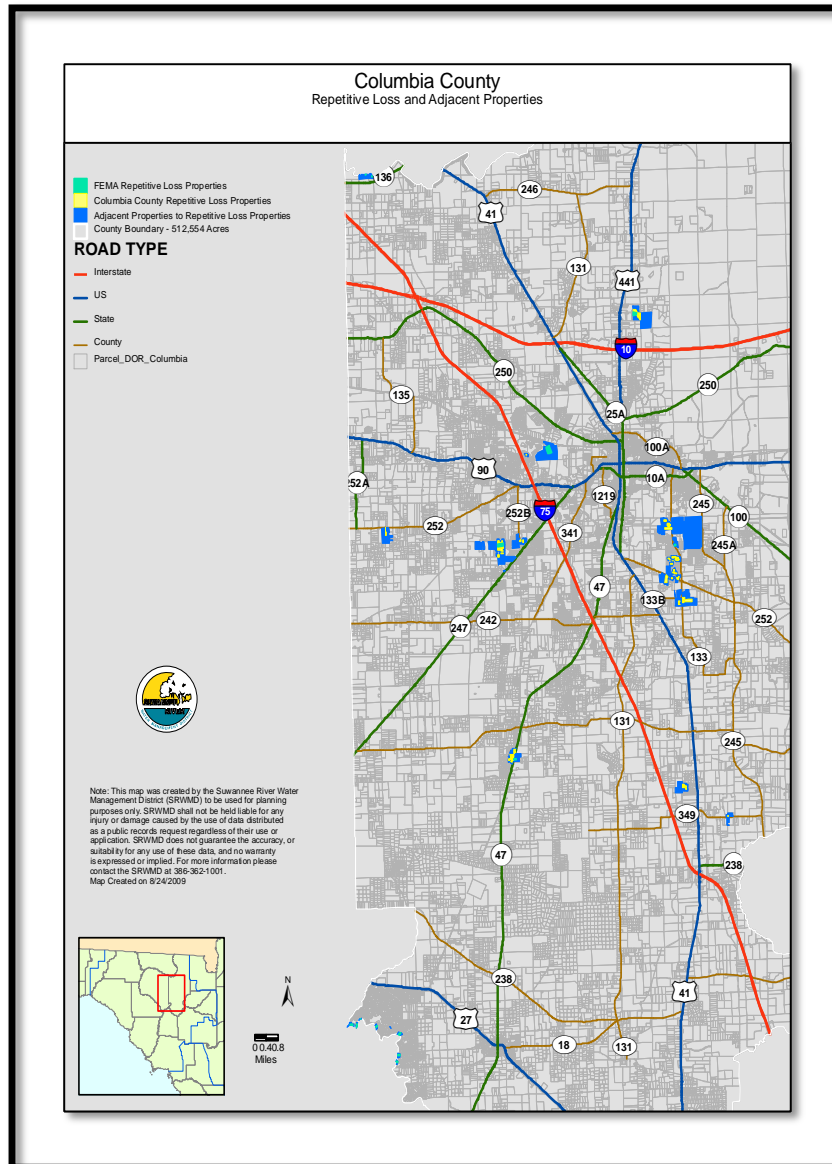 Columbia County
Repetitive Loss and Adjacent Properties
FEMA Repetitive Loss Properties
Columbia County Repetitive Loss Properties
Adjacent Properties to Repetitive Loss Properties
County Boundary - 512,554 Acres
ROAD TYPE
Interstate
US
State
County
Parcel_DOR_Columbia
136
246
41
131
441
10
250
250
135
25A
100A
90
10A
252A
1219
245
252B
75
100
252
341
245A
47
133B
242
252
247
133
131
245
349
47
238
238
41
27
18
131
Note: This map was created by the Suwannee River Water
Management District (SRWMD) to be used for planning
purposes only. SRWMD shall not be held liable for any
injury or damage caused by the use of data distributed
as a public records request regardless of their use or
application. SRWMD does not guarantee the accuracy, or
suitability for any use of these data, and no warranty
is expressed or implied. For more information please
contact the SRWMD at 386-362-1001.
Map Created on 8/24/2009
N
0 0.40.8
Miles